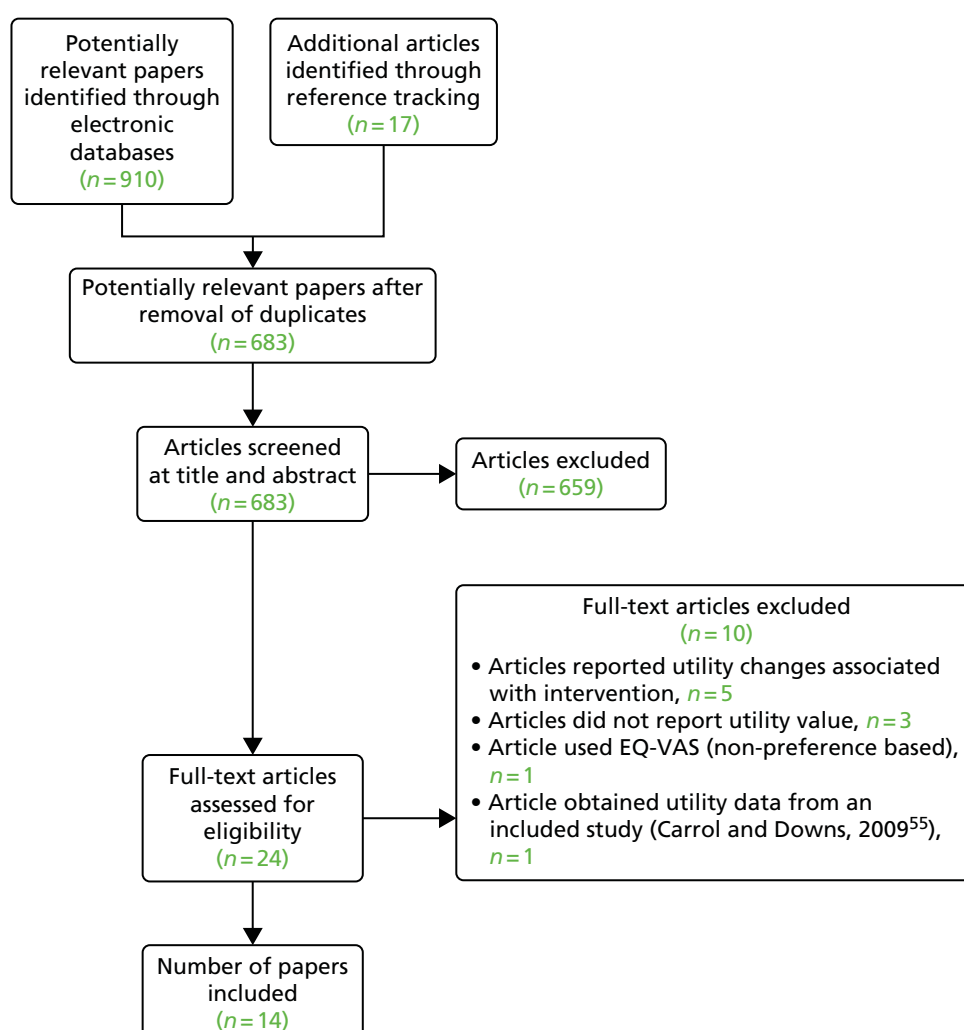 Potentially
relevant papers
identified through
electronic
databases
(n=910)
Additional articles
identified through
reference tracking
(n=17)
Potentially relevant papers after
removal of duplicates
(n=683)
Articles screened
at title and abstract
(n=683)
Articles excluded
(n=659)
Full-text articles excluded
(n=10)
• Articles reported utility changes associated
with intervention, n=5
• Articles did not report utility value, n=3
• Article used EQ-VAS (non-preference based),
n=1
• Article obtained utility data from an
included study (Carrol and Downs, 2009⁵⁵),
n=1
Full-text articles
assessed for
eligibility
(n=24)
Number of papers
included
(n=14)